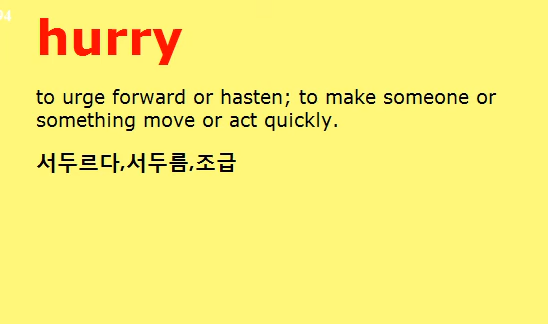 94
hurry
to urge forward or hasten; to make someone or
something move or act quickly.
서두르다,서두름,조급